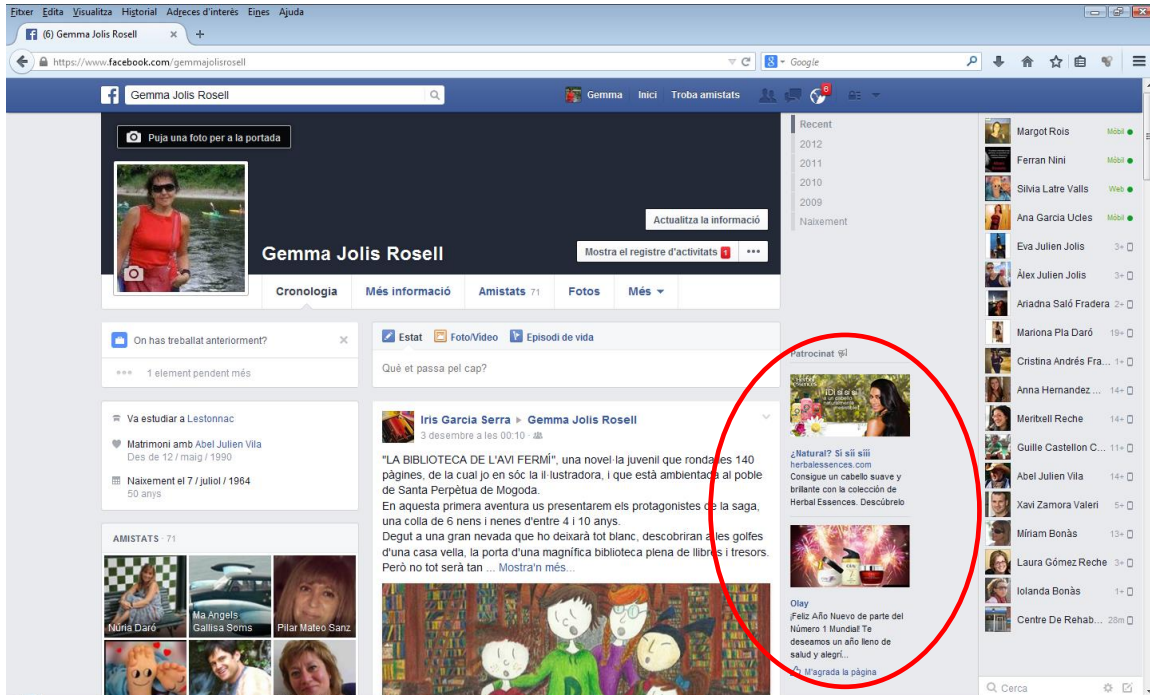 Fitxer Edita Visualitza Historial Adreces d'interès Eines Ajuda
(6) Gemma Jolis Rosell
https://www.facebook.com/gemmajolisrosell
Google
Gemma Jolis Rosell
Gemma Inici Troba amistats
6
Puja una foto per a la portada
Actualitza la informació
Gemma Jolis Rosell
Mostra el registre d'activitats 1
Cronologia Més informació Amistats 71 Fotos Més
Recent
2012
2011
2010
2009
Naixement
On has treballat anteriorment?
1 element pendent més
Va estudiar a Lestonnac
Matrimoni amb Abel Julien Vila
Des de 12 / maig / 1990
Naixement el 7 / juliol / 1964
50 anys
AMISTATS · 71
Núria Daró
Ma Angels
Gallisa Soms
Pilar Mateo Sanz
Estat Foto/Vídeo Episodi de vida
Què et passa pel cap?
Iris Garcia Serra ▸ Gemma Jolis Rosell
3 desembre a les 00:10
"LA BIBLIOTECA DE L'AVI FERMÍ", una novel·la juvenil que ronda les 140
pàgines, de la cual jo en sóc la il·lustradora, i que està ambientada al poble
de Santa Perpètua de Mogoda.
En aquesta primera aventura us presentarem els protagonistes de la saga,
una colla de 6 nens i nenes d'entre 4 i 10 anys.
Degut a una gran nevada que ho deixarà tot blanc, descobriran a les golfes
d'una casa vella, la porta d'una magnífica biblioteca plena de llibres i tresors.
Però no tot serà tan ... Mostra'n més...
Patrocinat
¿Natural? Si sii siii
herbalessences.com
Consigue un cabello suave y
brillante con la colección de
Herbal Essences. Descúbrelo
Olay
¡Feliz Año Nuevo de parte del
Número 1 Mundial! Te
deseamos un año lleno de
salud y alegrí...
M'agrada la pàgina
Margot Rois Mòbil
Ferran Nini Mòbil
Silvia Latre Valls Web
Ana Garcia Ucles Mòbil
Eva Julien Jolis 3+
Àlex Julien Jolis 3+
Ariadna Saló Fradera 2+
Mariona Pla Daró 19+
Cristina Andrés Fra... 1+
Anna Hernandez ... 14+
Meritxell Reche 14+
Guille Castellon C... 11+
Abel Julien Vila 14+
Xavi Zamora Valeri 5+
Míriam Bonàs 13+
Laura Gómez Reche 3+
Iolanda Bonàs 1+
Centre De Rehab... 28m
Cerca